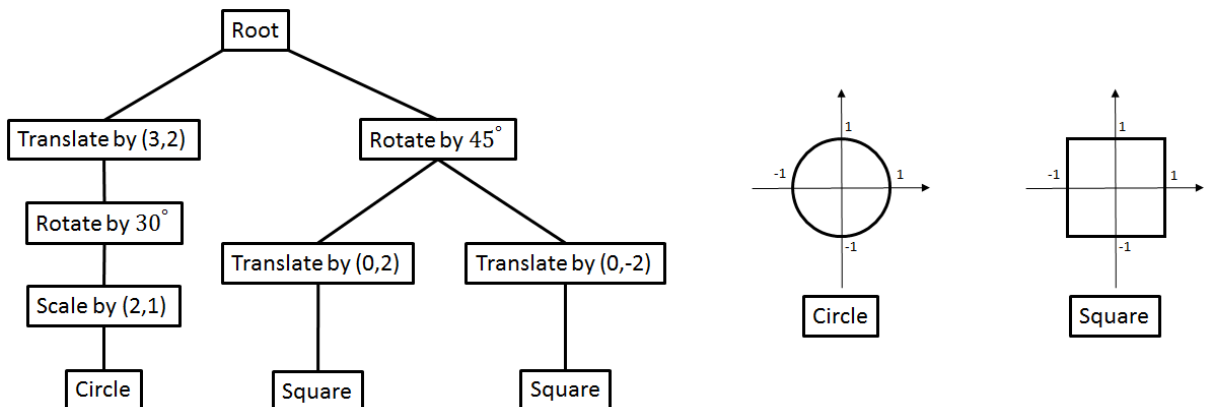 Root
Translate by (3,2)
Rotate by 45°
Rotate by 30°
Translate by (0,2)
Translate by (0,-2)
Scale by (2,1)
Circle
Square
Square
1
-1
1
-1
Circle
1
-1
1
-1
Square